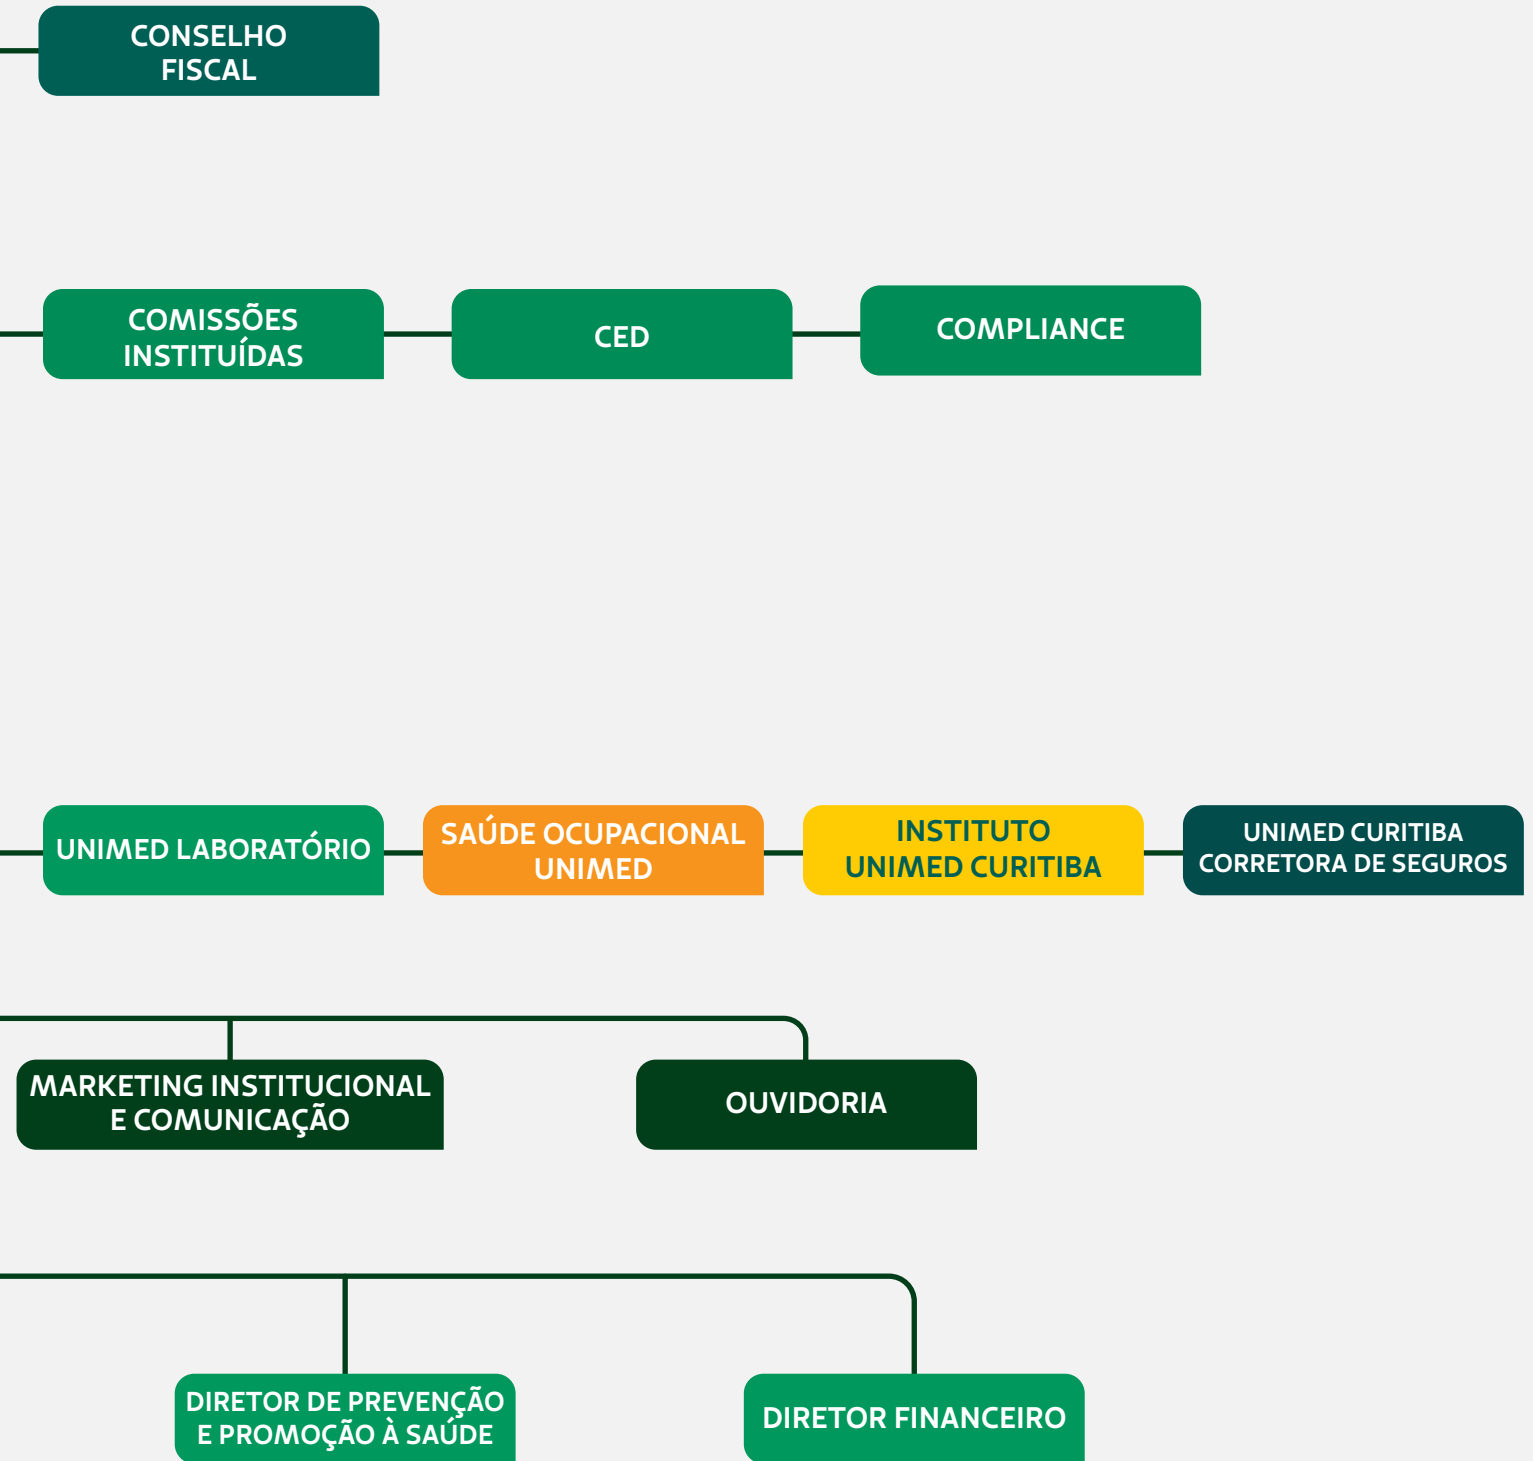 CONSELHO
FISCAL
COMISSÕES
INSTITUÍDAS
CED
COMPLIANCE
UNIMED LABORATÓRIO
SAÚDE OCUPACIONAL
UNIMED
INSTITUTO
UNIMED CURITIBA
UNIMED CURITIBA
CORRETORA DE SEGUROS
MARKETING INSTITUCIONAL
E COMUNICAÇÃO
OUVIDORIA
DIRETOR DE PREVENÇÃO
E PROMOÇÃO À SAÚDE
DIRETOR FINANCEIRO